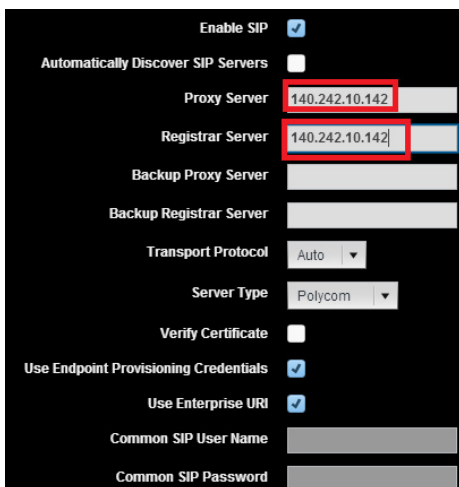 Enable SIP
Automatically Discover SIP Servers
Proxy Server 140.242.10.142
Registrar Server 140.242.10.142
Backup Proxy Server
Backup Registrar Server
Transport Protocol Auto
Server Type Polycom
Verify Certificate
Use Endpoint Provisioning Credentials
Use Enterprise URI
Common SIP User Name
Common SIP Password